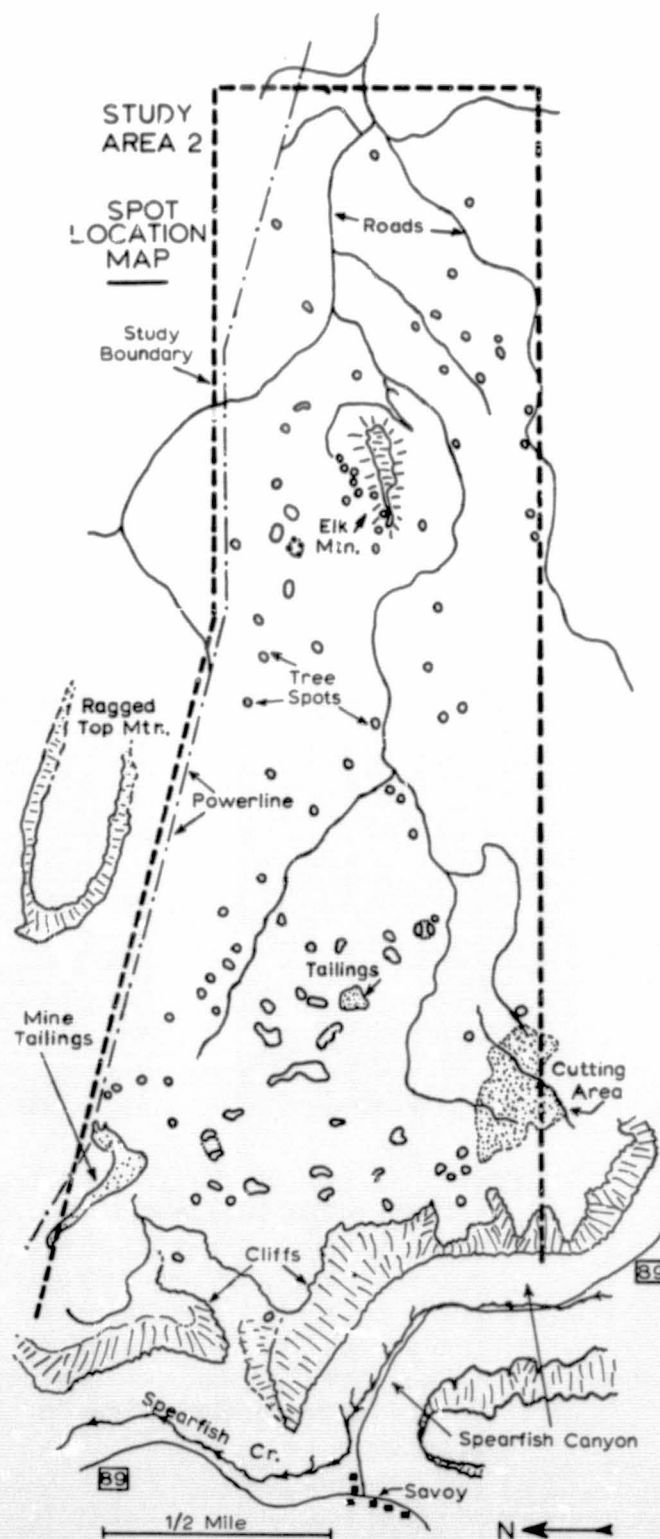 STUDY
AREA 2
SPOT
LOCATION
MAP
Roads
Study
Boundary
Elk
Mtn.
Tree
Spots
Ragged
Top Mtn.
Powerline
Tailings
Mine
Tailings
Cutting
Area
Cliffs
89
Spearfish
Cr.
Spearfish Canyon
89
Savoy
1/2 Mile
N